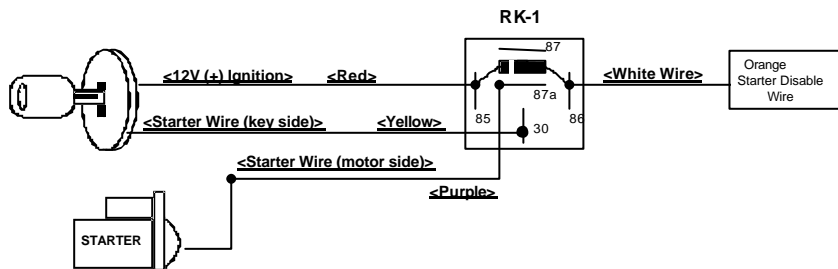 RK-1
87
<12V (+) Ignition>
<Red>
<White Wire>
Orange
Starter Disable
Wire
87a
85
86
<Starter Wire (key side)>
<Yellow>
30
<Starter Wire (motor side)>
<Purple>
STARTER